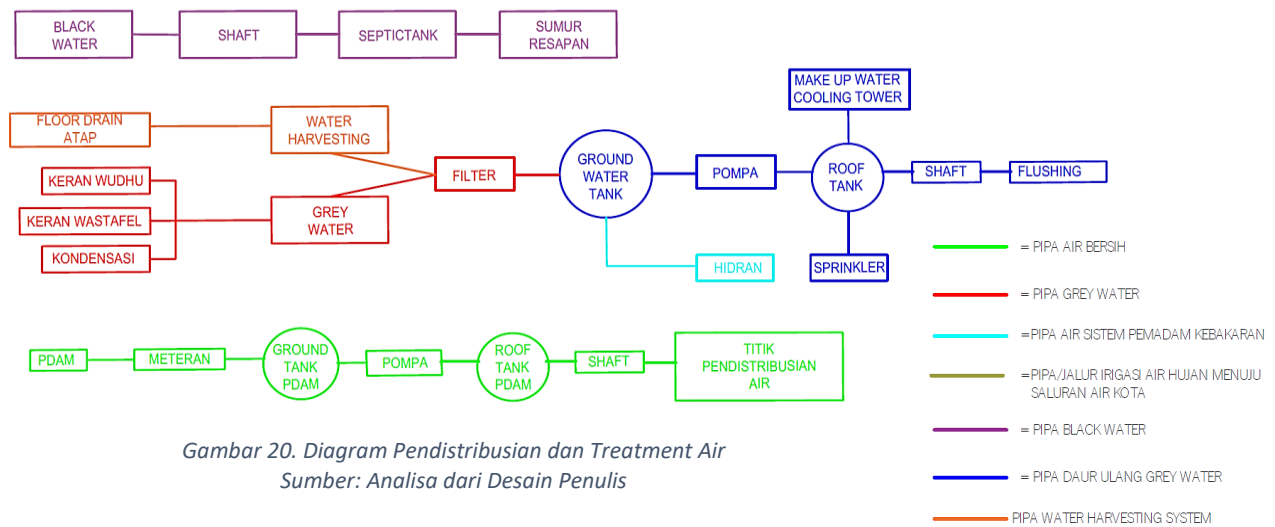 BLACK
WATER
SHAFT
SEPTICTANK
SUMUR
RESAPAN
MAKE UP WATER
COOLING TOWER
FLOOR DRAIN
ATAP
WATER
HARVESTING
KERAN WUDHU
KERAN WASTAFEL
KONDENSASI
GREY
WATER
FILTER
GROUND
WATER
TANK
POMPA
ROOF
TANK
SHAFT
FLUSHING
HIDRAN
SPRINKLER
PDAM
METERAN
GROUND
TANK
PDAM
POMPA
ROOF
TANK
PDAM
SHAFT
TITIK
PENDISTRIBUSIAN
AIR
= PIPA AIR BERSIH
= PIPA GREY WATER
=PIPA AIR SISTEM PEMADAM KEBAKARAN
=PIPA/JALUR IRIGASI AIR HUJAN MENUJU
SALURAN AIR KOTA
= PIPA BLACK WATER
= PIPA DAUR ULANG GREY WATER
PIPA WATER HARVESTING SYSTEM
Gambar 20. Diagram Pendistribusian dan Treatment Air
Sumber: Analisa dari Desain Penulis